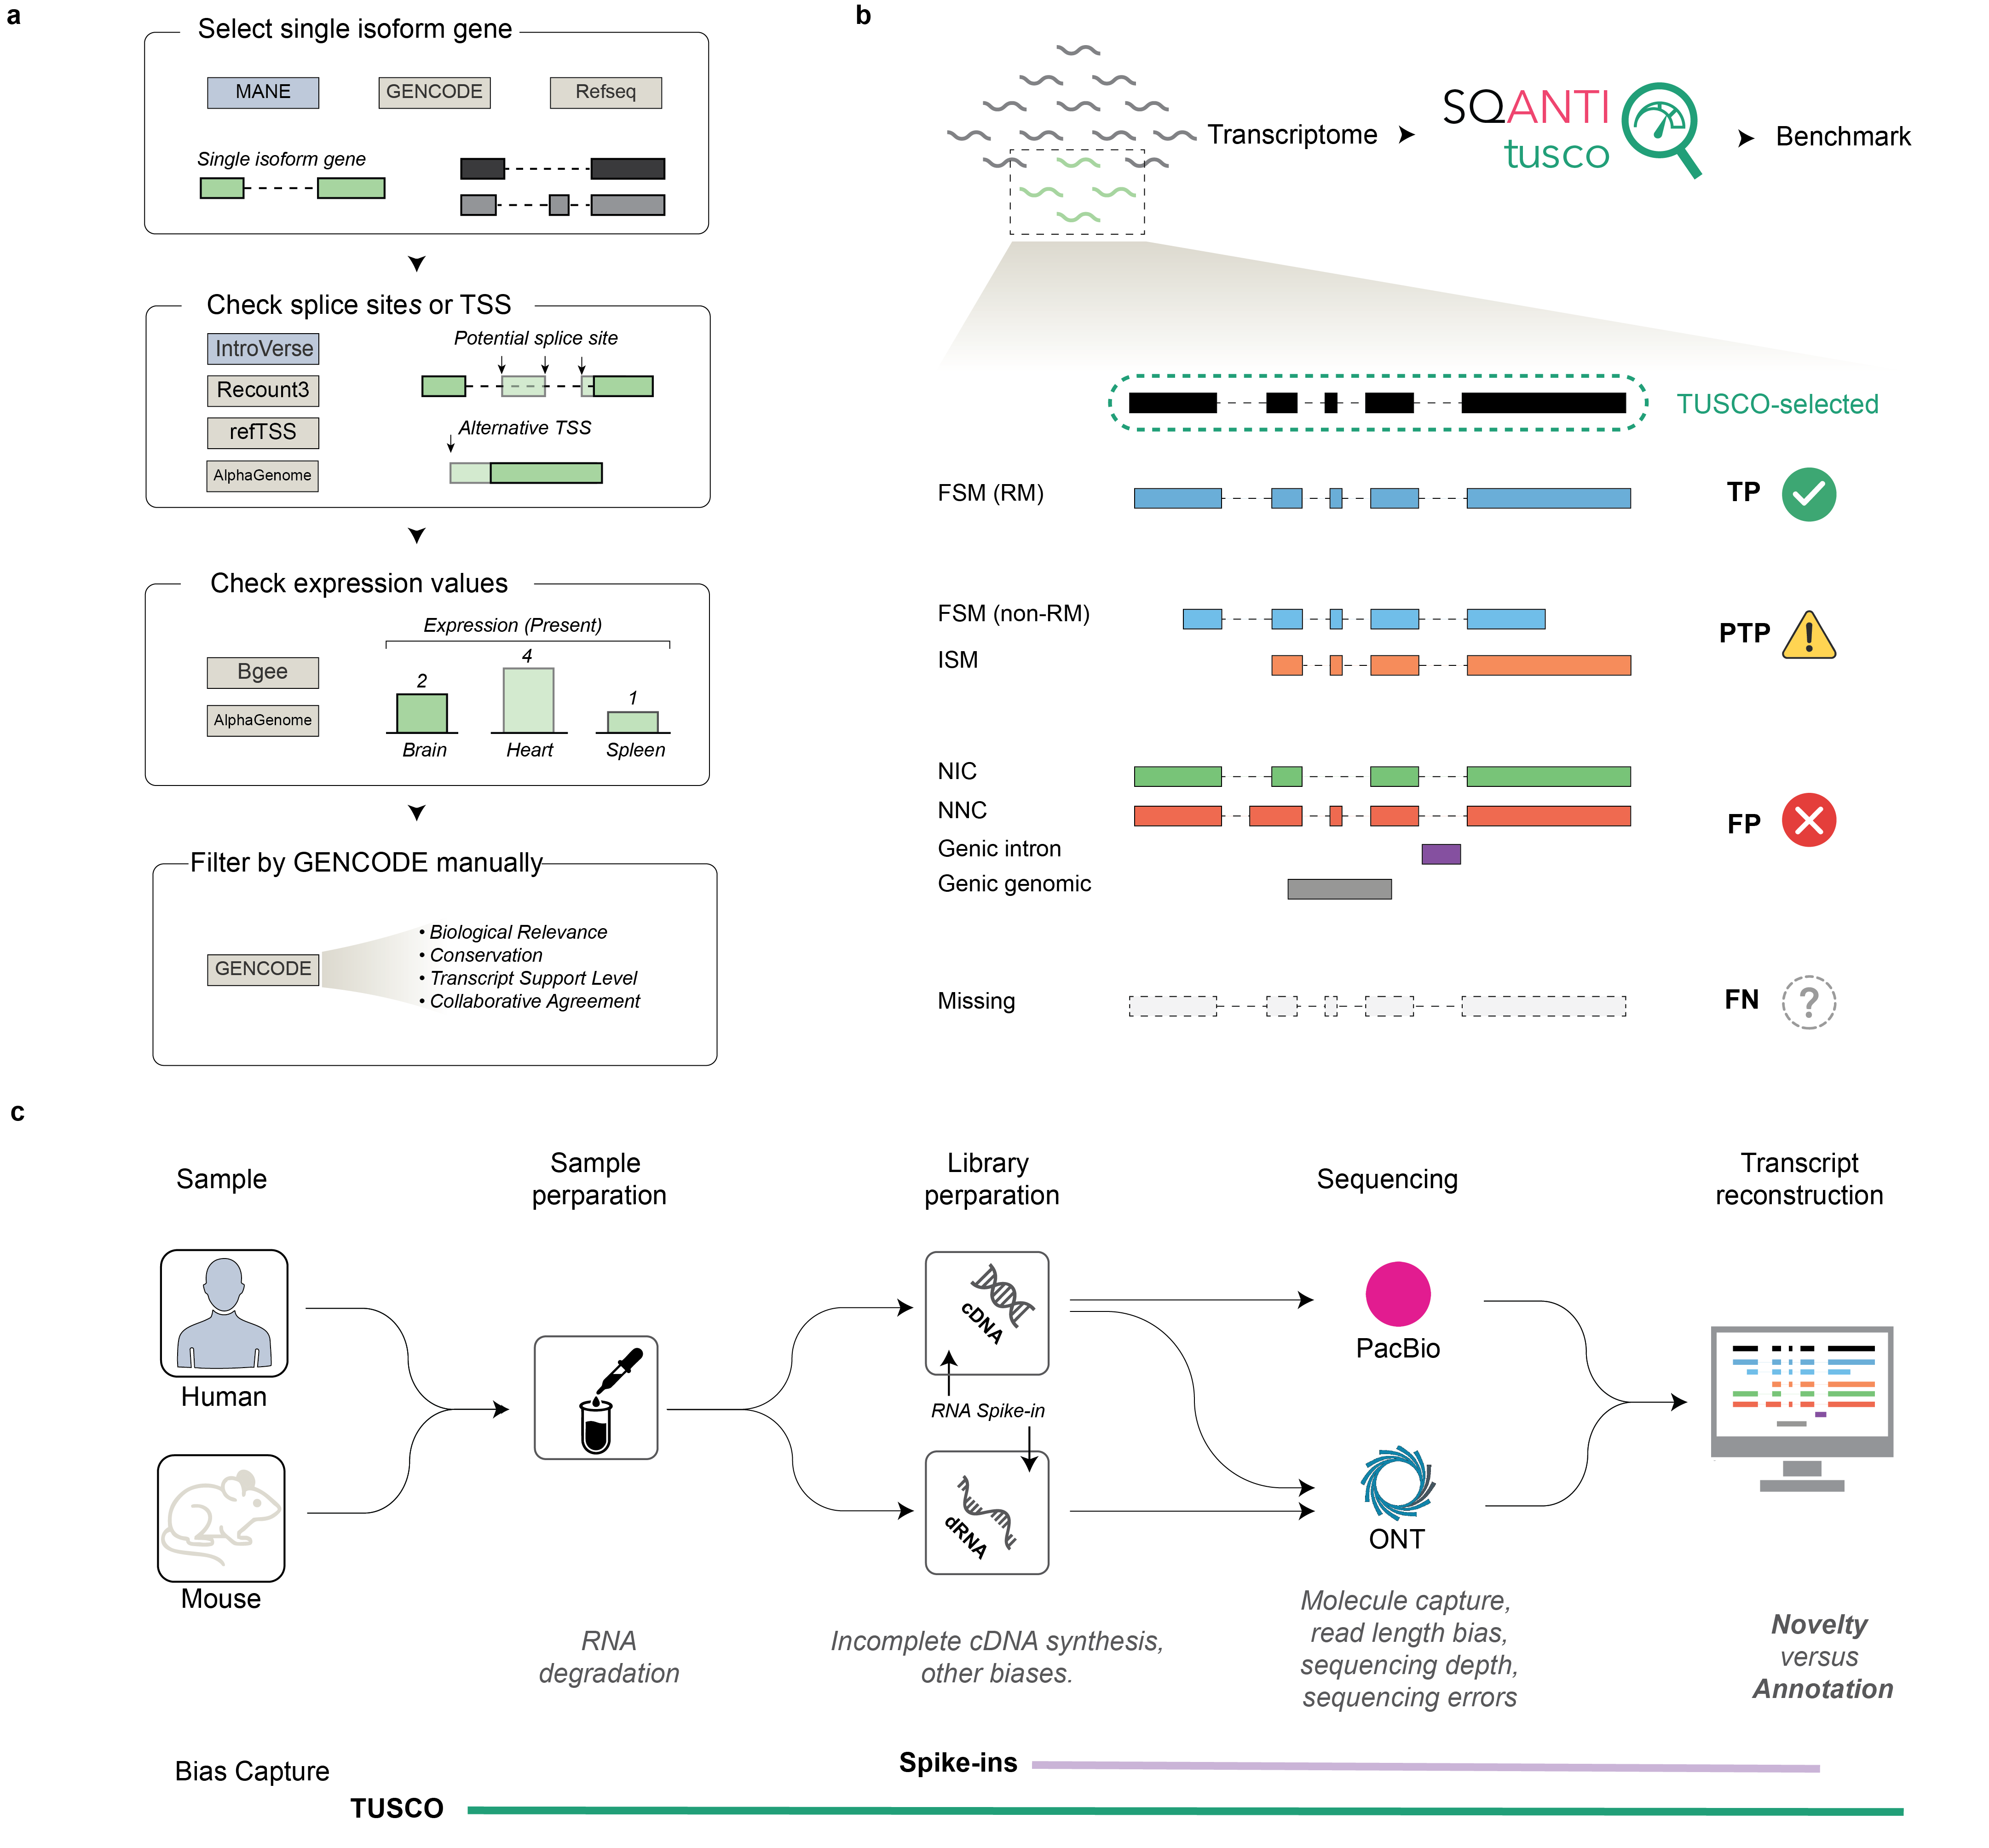 a
Select single isoform gene
MANE
GENCODE
Refseq
Single isoform gene
Check splice sites or TSS
IntroVerse
Recount3
refTSS
AlphaGenome
Potential splice site
Alternative TSS
Check expression values
Bgee
AlphaGenome
Expression (Present)
2
4
1
Brain
Heart
Spleen
Filter by GENCODE manually
GENCODE
• Biological Relevance
• Conservation
• Transcript Support Level
• Collaborative Agreement
b
Transcriptome
SQANTI
tusco
Benchmark
TUSCO-selected
FSM (RM)
TP
FSM (non-RM)
ISM
PTP
NIC
NNC
Genic intron
Genic genomic
FP
Missing
FN
?
c
Sample
Sample
perparation
Library
perparation
Sequencing
Transcript
reconstruction
Human
Mouse
cDNA
RNA Spike-in
dRNA
PacBio
ONT
RNA
degradation
Incomplete cDNA synthesis,
other biases.
Molecule capture,
read length bias,
sequencing depth,
sequencing errors
Novelty
versus
Annotation
Bias Capture
Spike-ins
TUSCO